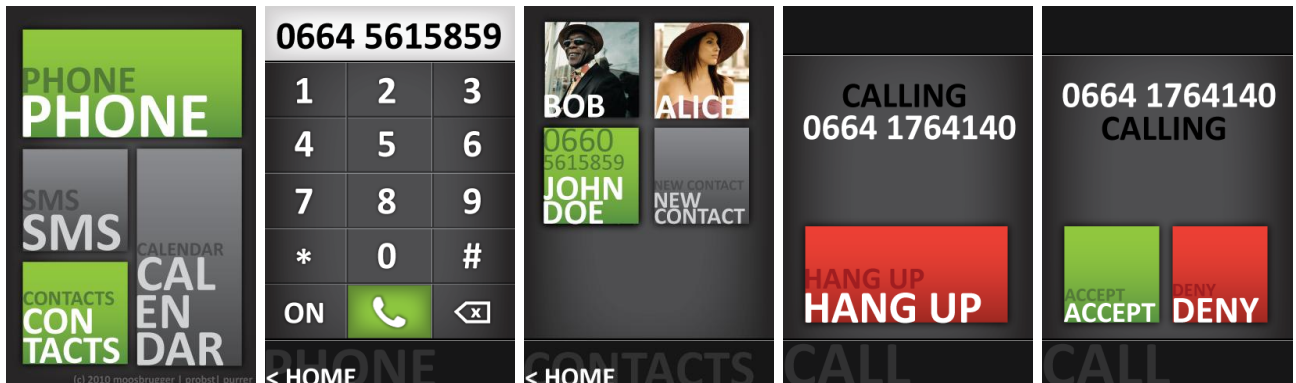 PHONE
PHONE
SMS
SMS
CALENDAR
CAL
EN
DAR
CONTACTS
CON
TACTS
(c) 2010 moosbrugger | probst| purrer
0664 5615859
1 2 3
4 5 6
7 8 9
* 0 #
ON
PHONE
< HOME
BOB
ALICE
0660
5615859
JOHN
DOE
NEW CONTACT
NEW
CONTACT
CONTACTS
< HOME
CALLING
0664 1764140
HANG UP
HANG UP
CALL
0664 1764140
CALLING
ACCEPT
ACCEPT
DENY
DENY
CALL